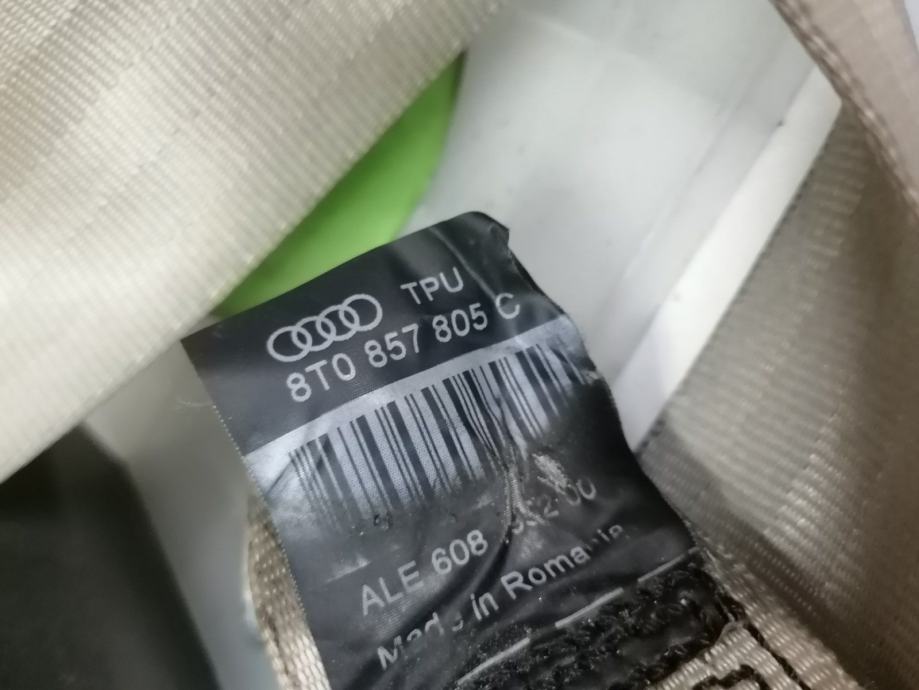 TPU
8T0 857 805 C
ALE 608
Made in Romania